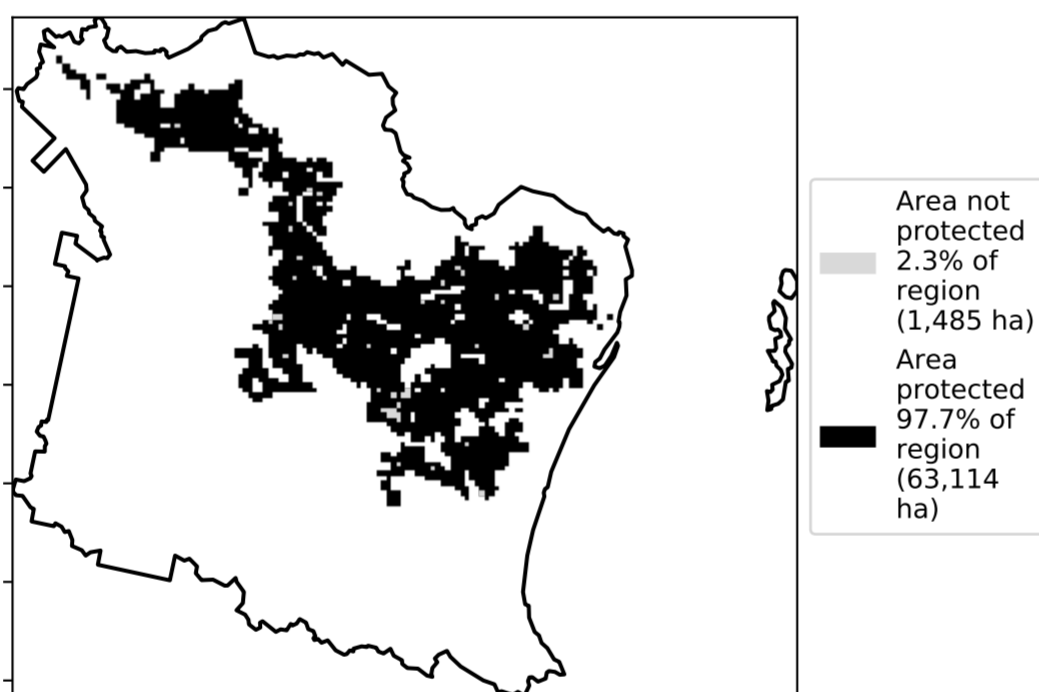 Area not
protected
2.3% of
region
(1,485 ha)
Area
protected
97.7% of
region
(63,114
ha)